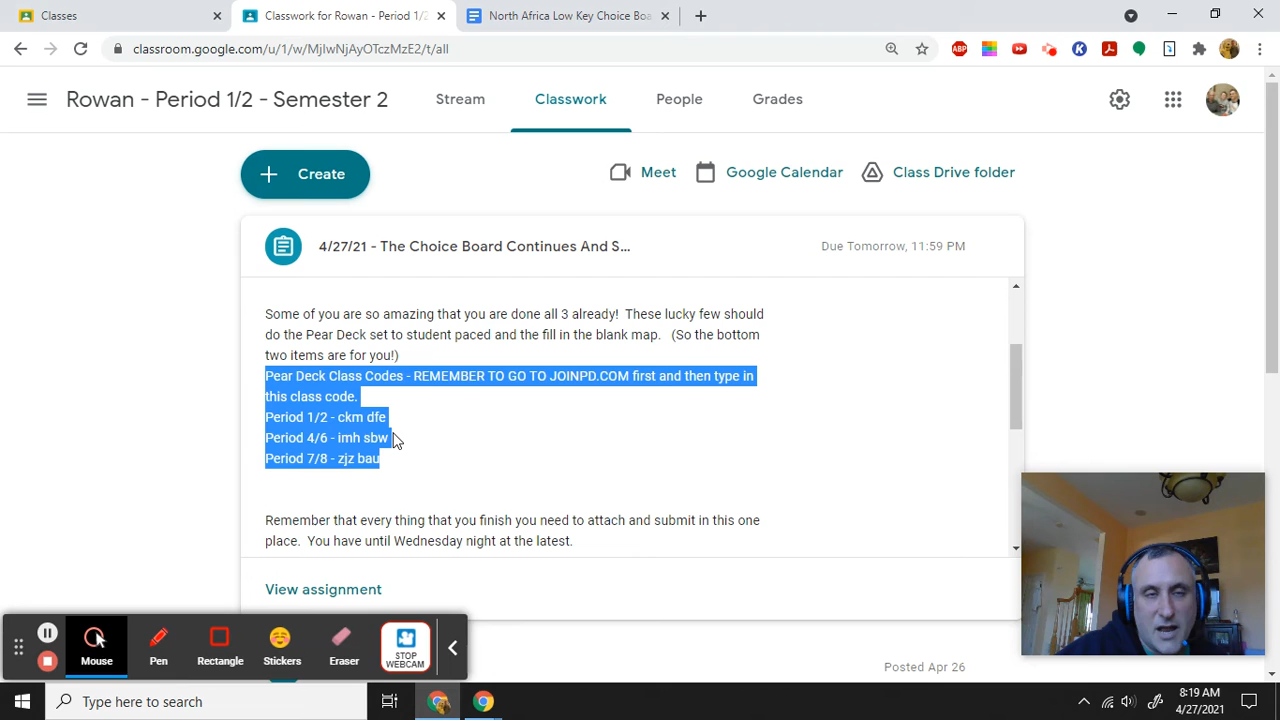 Classes
Classwork for Rowan - Period 1/2
North Africa Low Key Choice Boa
classroom.google.com/u/1/w/MjIwNjAyOTczMzE2/t/all
Rowan - Period 1/2 - Semester 2
Stream
Classwork
People
Grades
Create
Meet
Google Calendar
Class Drive folder
4/27/21 - The Choice Board Continues And S...
Due Tomorrow, 11:59 PM
Some of you are so amazing that you are done all 3 already! These lucky few should
do the Pear Deck set to student paced and the fill in the blank map. (So the bottom
two items are for you!)
Pear Deck Class Codes - REMEMBER TO GO TO JOINPD.COM first and then type in
this class code.
Period 1/2 - ckm dfe
Period 4/6 - imh sbw
Period 7/8 - zjz bau
Remember that every thing that you finish you need to attach and submit in this one
place. You have until Wednesday night at the latest.
View assignment
Posted Apr 26
Mouse
Pen
Rectangle
Stickers
Eraser
STOP
WEBCAM
Type here to search
8:19 AM
4/27/2021
ABP
K